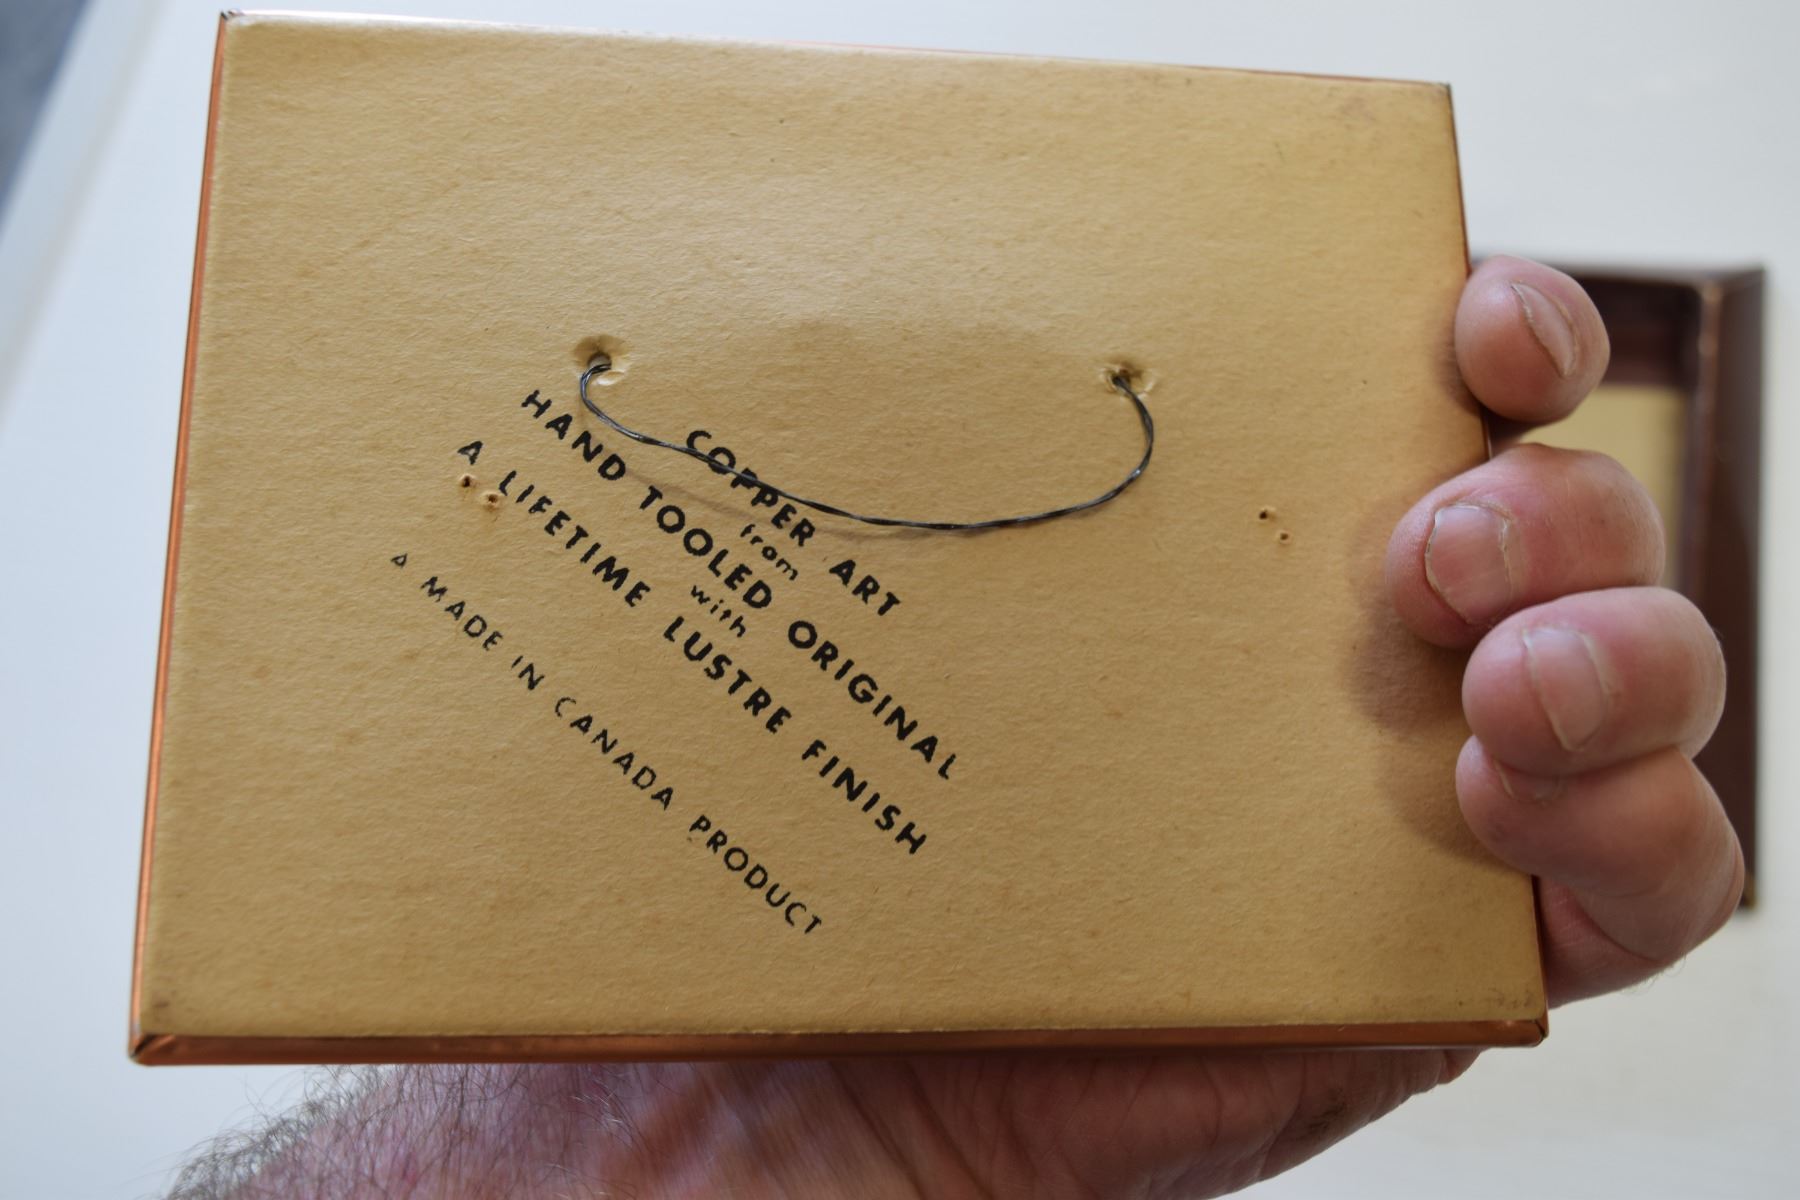 COPPER ART
from
HAND TOOLED ORIGINAL
with
A LIFETIME LUSTRE FINISH
A MADE IN CANADA PRODUCT